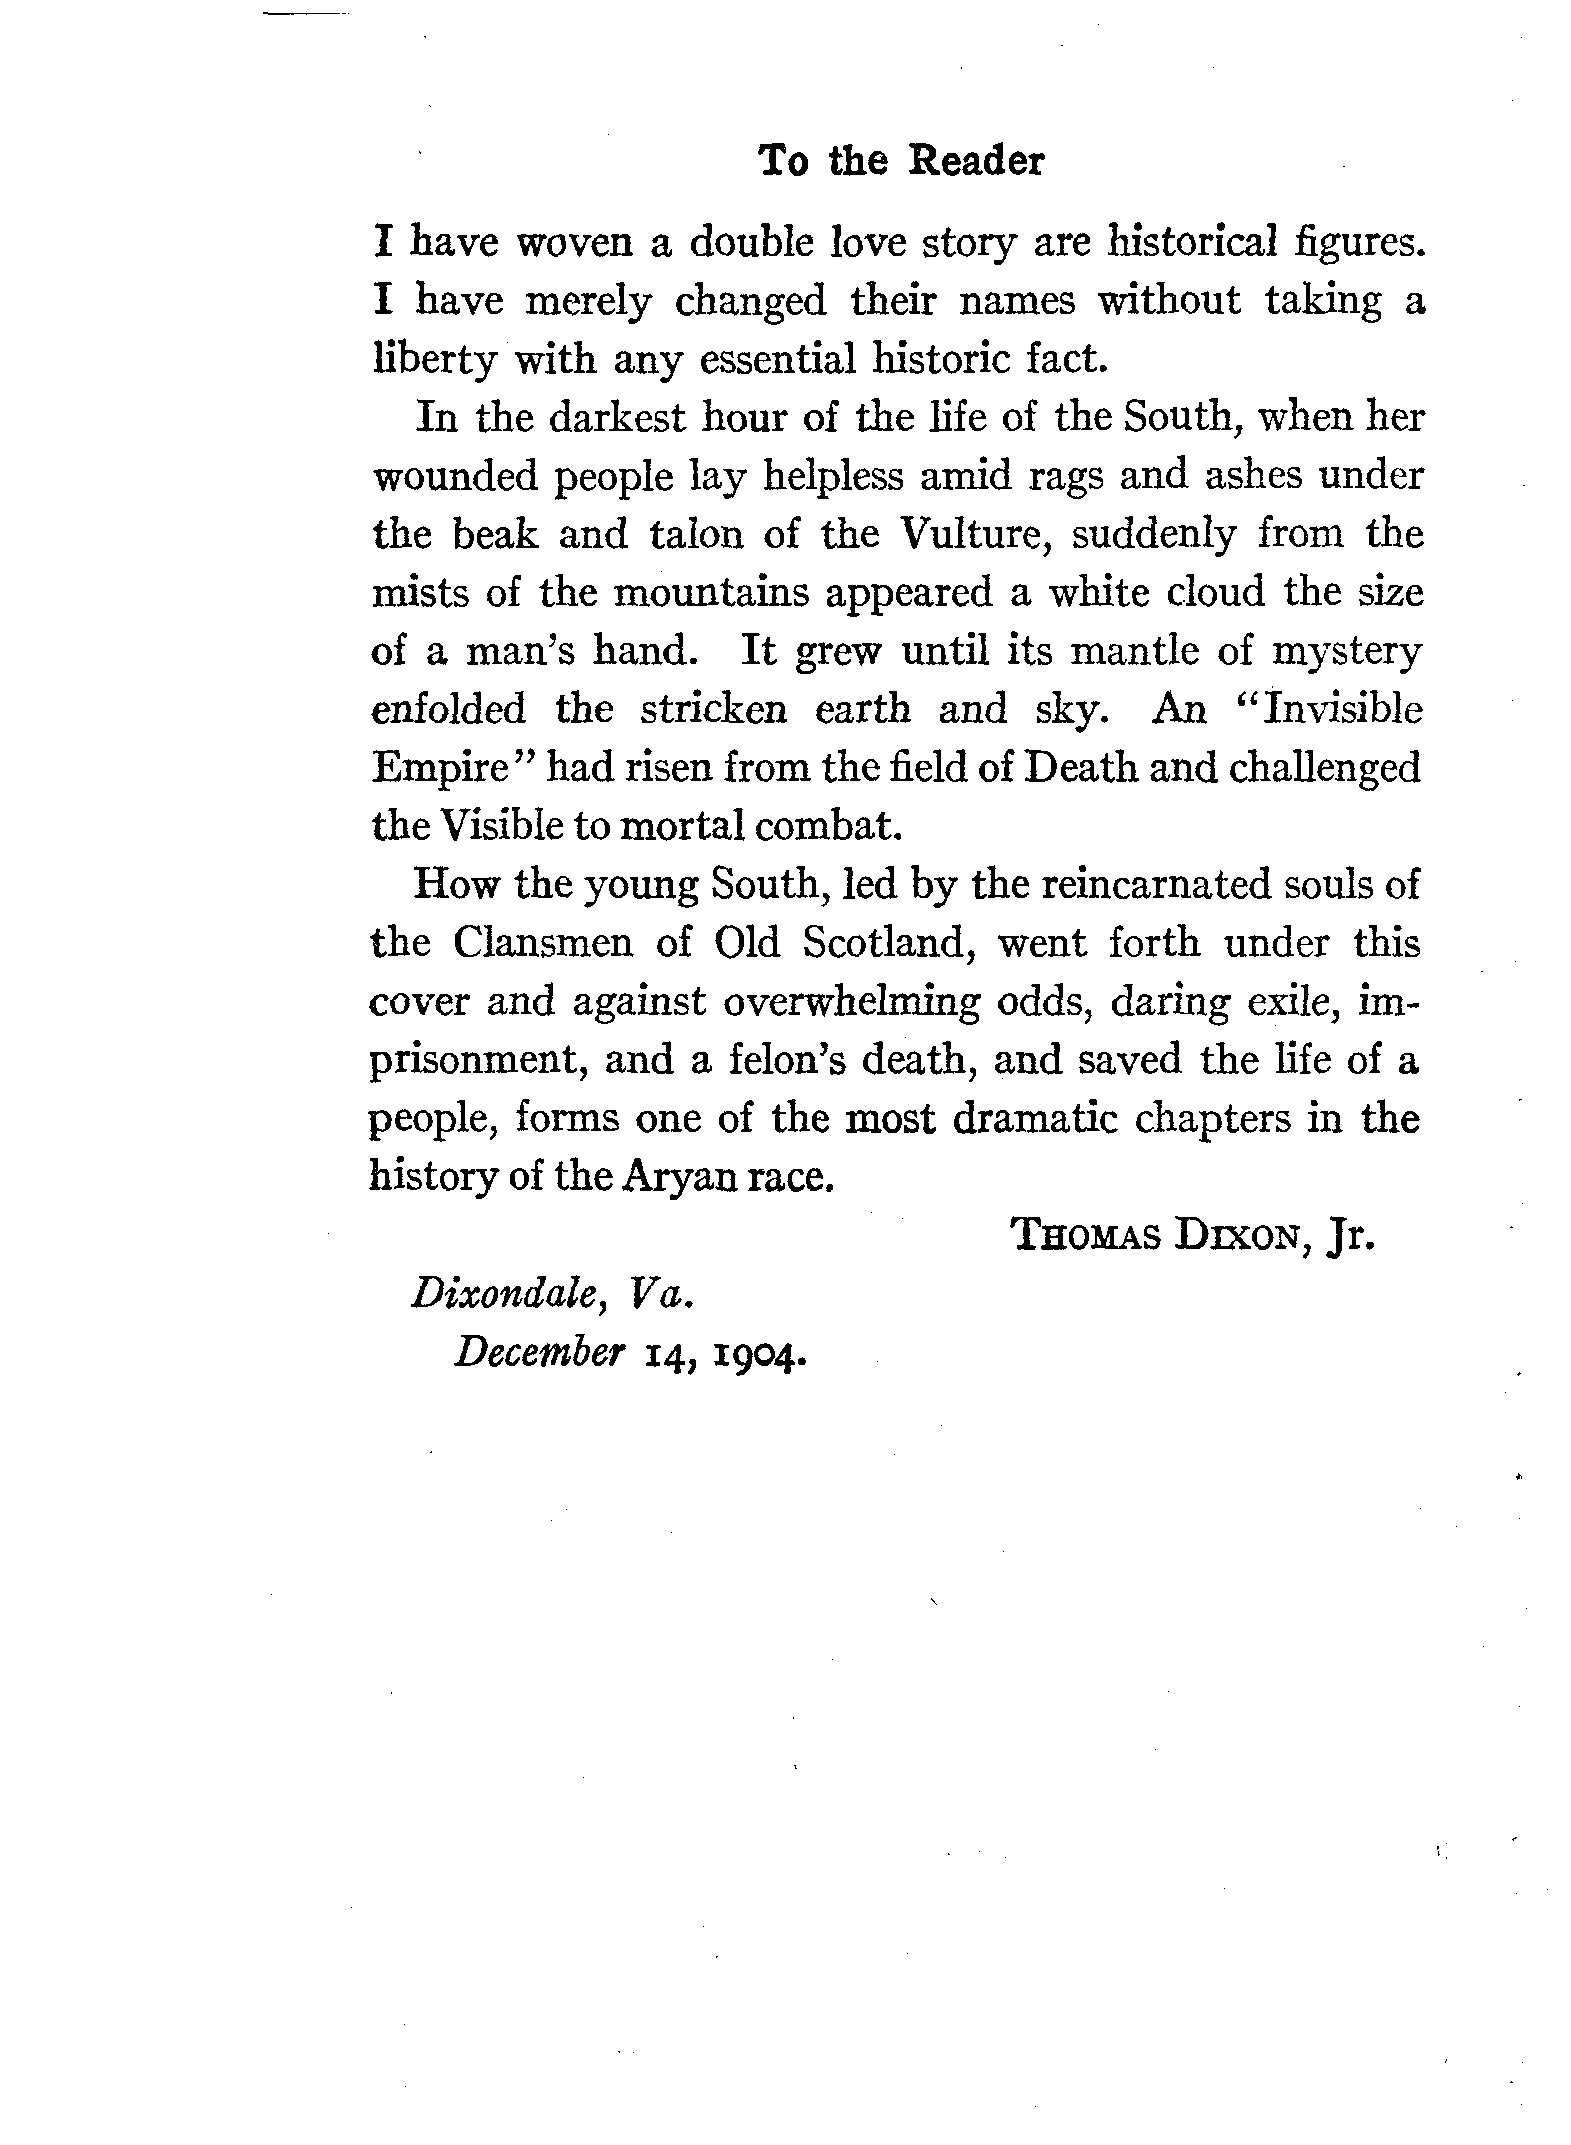 To the Reader
I have woven a double love story are historical figures.
I have merely changed their names without taking a
liberty with any essential historic fact.
In the darkest hour of the life of the South, when her
wounded people lay helpless amid rags and ashes under
the beak and talon of the Vulture, suddenly from the
mists of the mountains appeared a white cloud the size
of a man's hand. It grew until its mantle of mystery
enfolded the stricken earth and sky. An "Invisible
Empire" had risen from the field of Death and challenged
the Visible to mortal combat.
How the young South, led by the reincarnated souls of
the Clansmen of Old Scotland, went forth under this
cover and against overwhelming odds, daring exile, im-
prisonment, and a felon's death, and saved the life of a
people, forms one of the most dramatic chapters in the
history of the Aryan race.
THOMAS DIXON, Jr.
Dixondale, Va.
December 14, 1904.